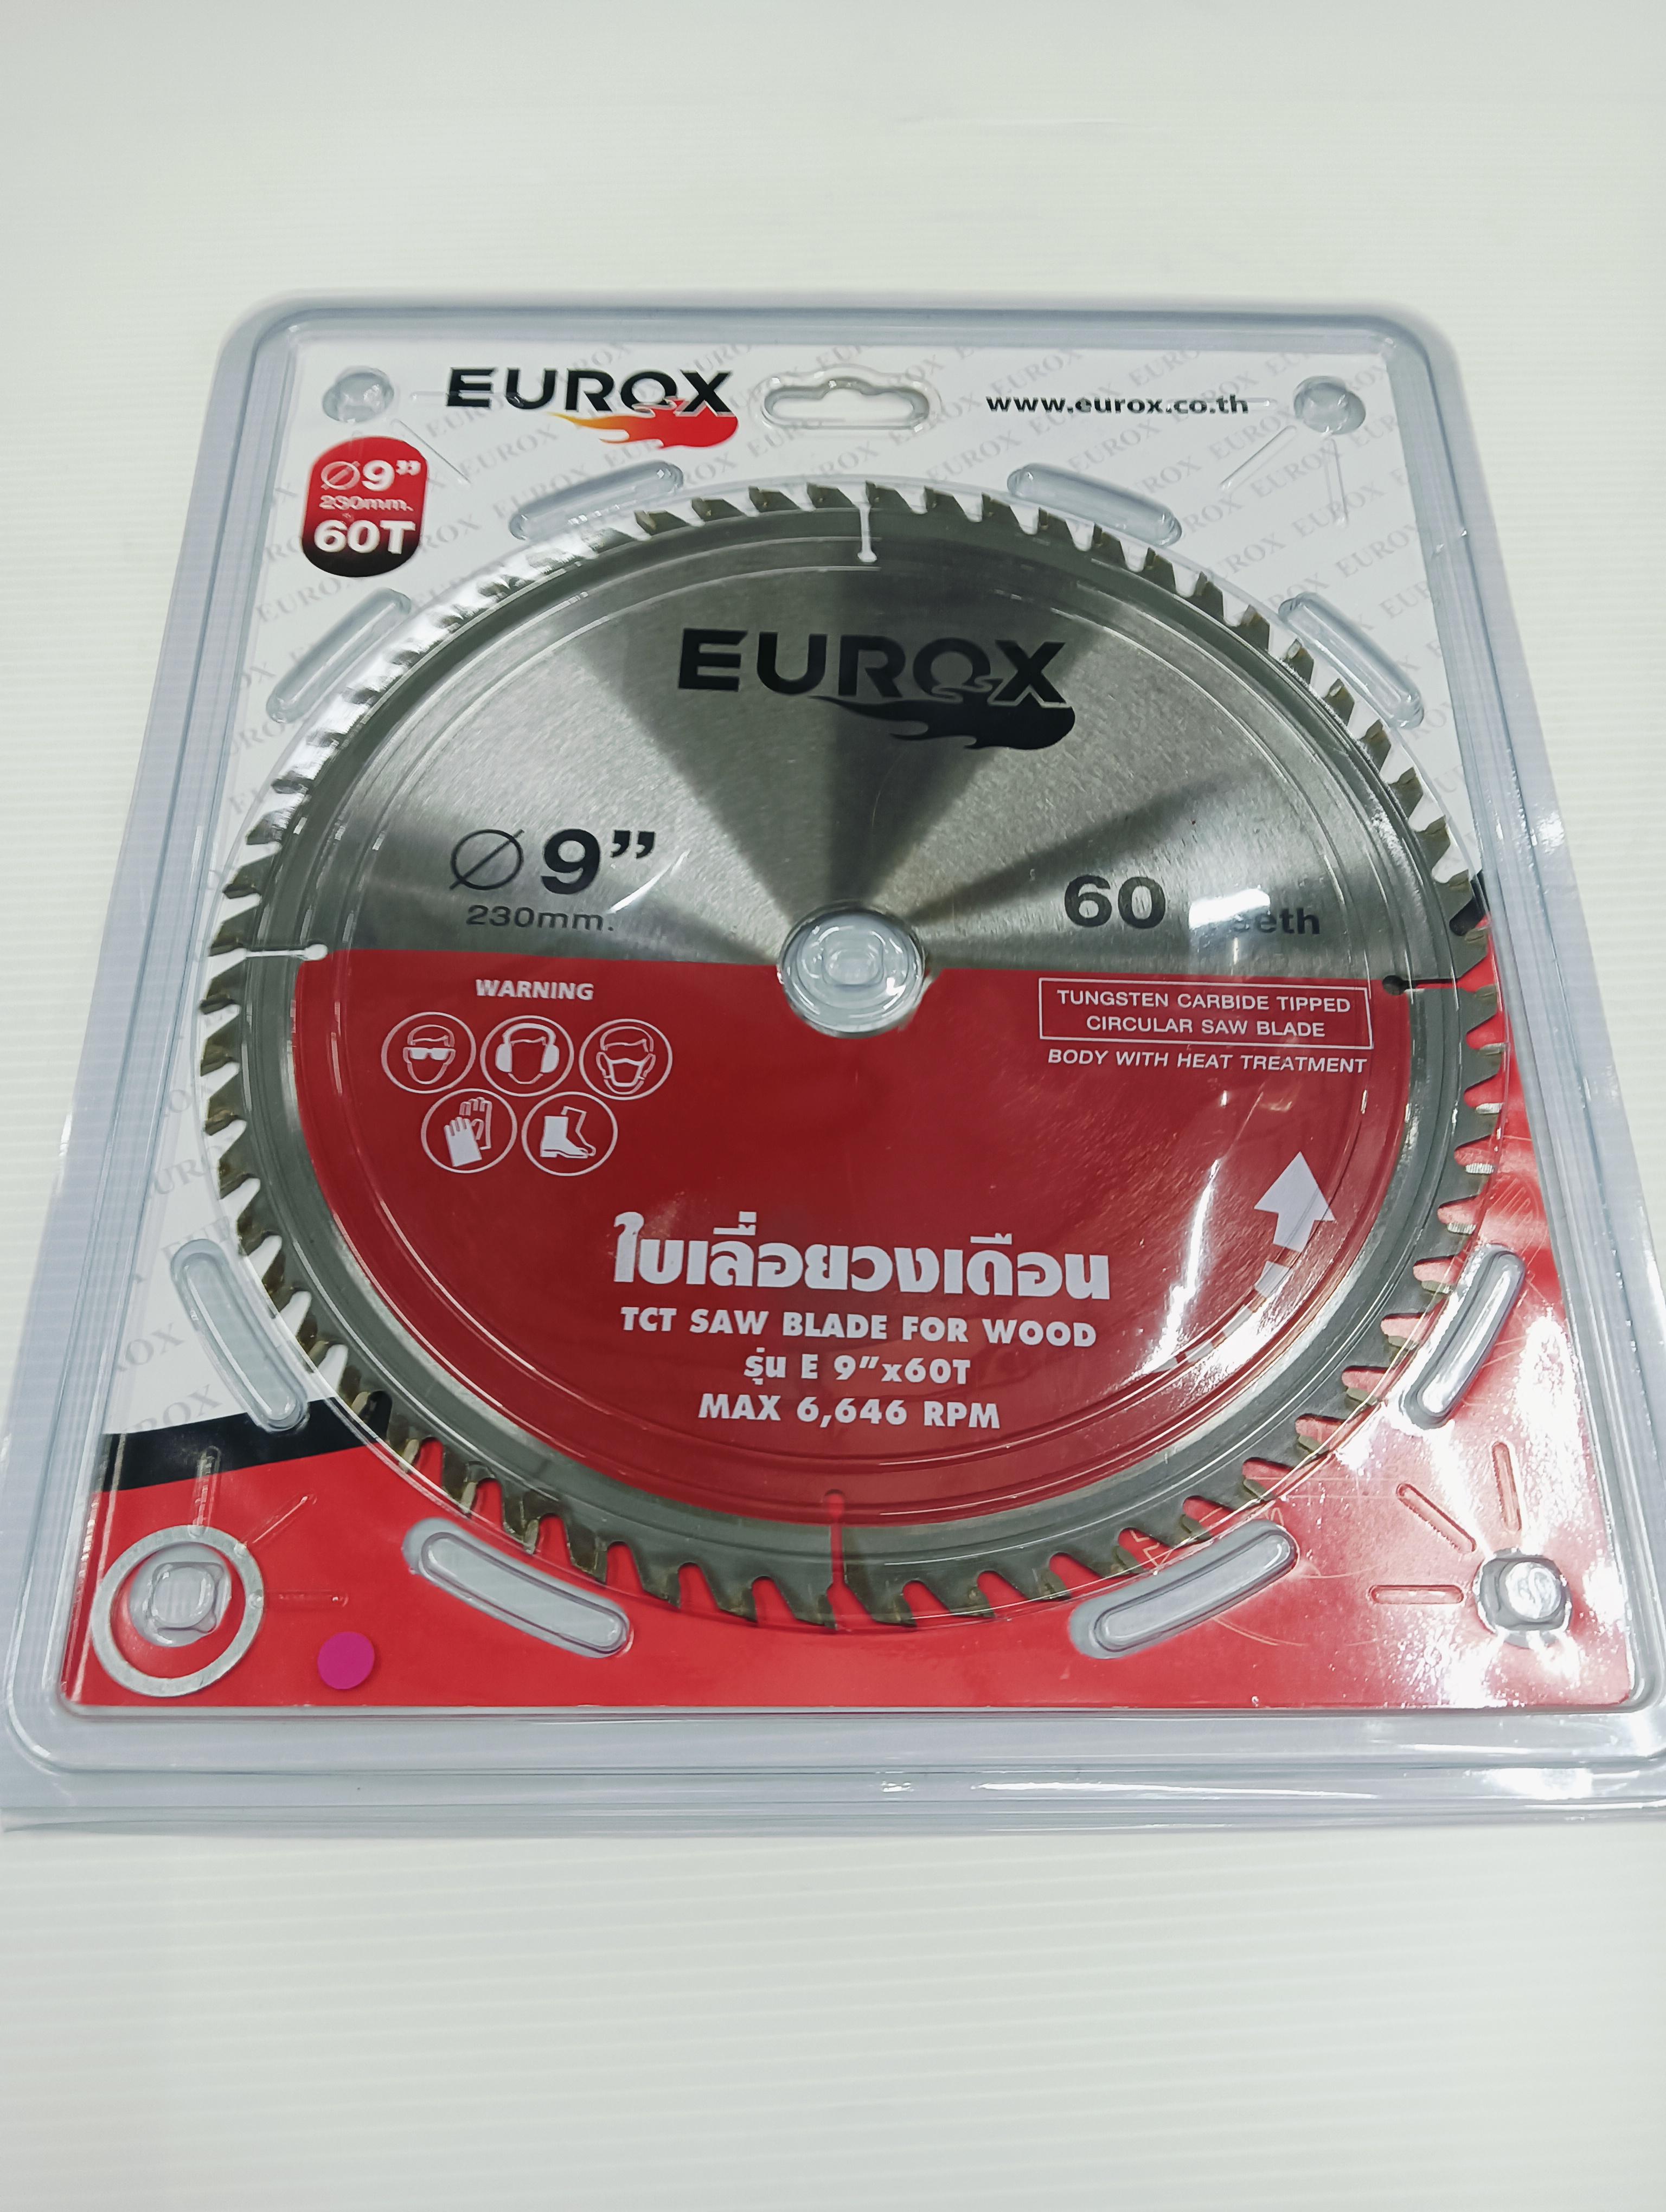 EUROX
www.eurox.co.th
Ø9”
230mm.
60T
EUROX
Ø 9”
230mm.
60 Teeth
WARNING
TUNGSTEN CARBIDE TIPPED
CIRCULAR SAW BLADE
BODY WITH HEAT TREATMENT
ใบเลื่อยวงเดือน
TCT SAW BLADE FOR WOOD
รุ่น E 9”x60T
MAX 6,646 RPM